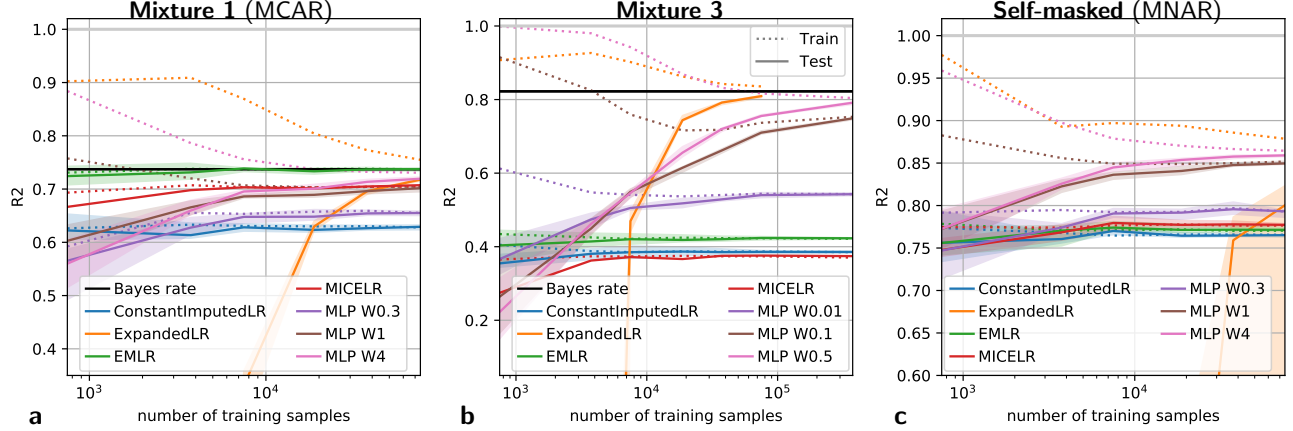 Mixture 1 (MCAR)
R2
1.0
0.9
0.8
0.7
0.6
0.5
0.4
Bayes rate
ConstantImputedLR
ExpandedLR
EMLR
MICELR
MLP W0.3
MLP W1
MLP W4
10³
10⁴
number of training samples
a
Mixture 3
R2
1.0
0.8
0.6
0.4
0.2
Train
Test
Bayes rate
ConstantImputedLR
ExpandedLR
EMLR
MICELR
MLP W0.01
MLP W0.1
MLP W0.5
10³
10⁴
10⁵
number of training samples
b
Self-masked (MNAR)
R2
1.00
0.95
0.90
0.85
0.80
0.75
0.70
0.65
0.60
ConstantImputedLR
ExpandedLR
EMLR
MICELR
MLP W0.3
MLP W1
MLP W4
10³
10⁴
number of training samples
c